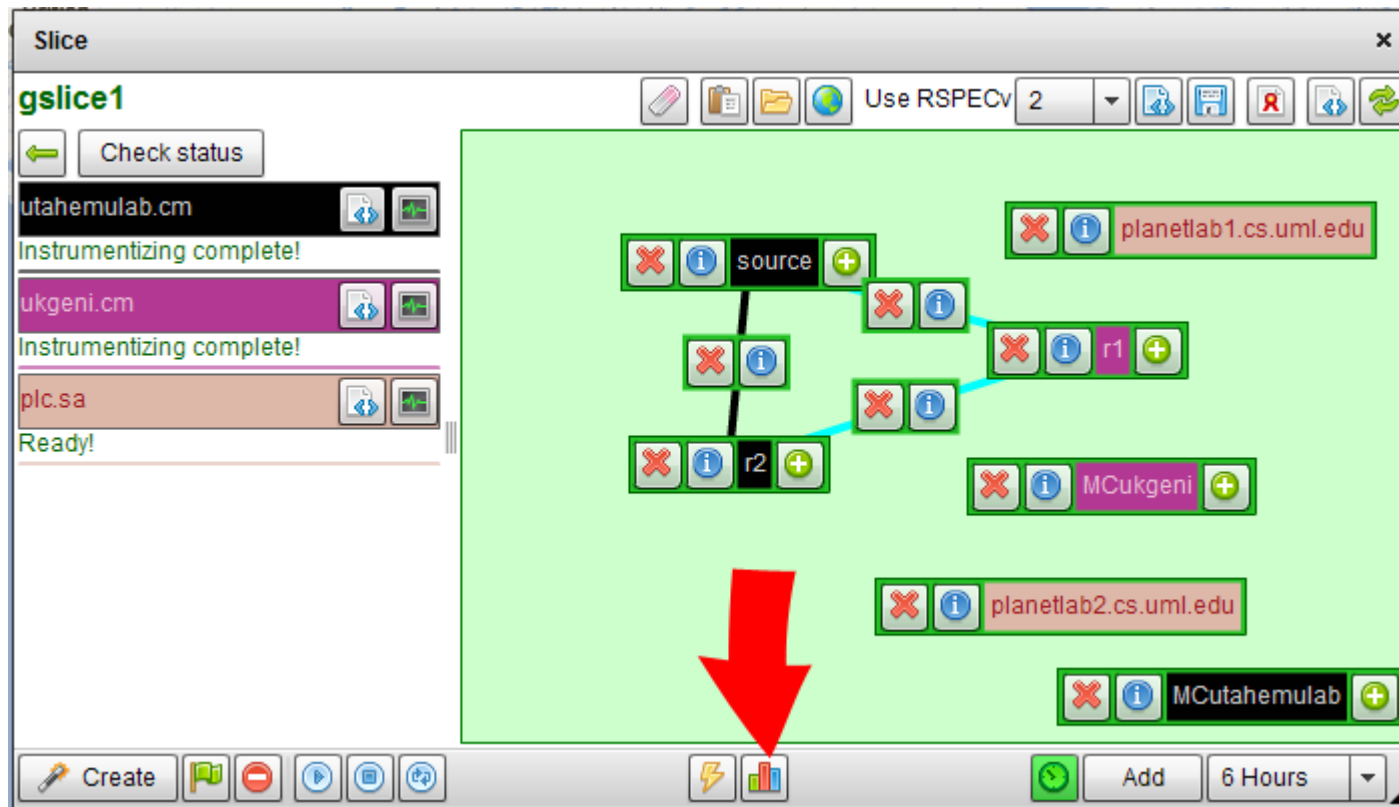 Slice
gslice1
Use RSPECv 2
Check status
utahemulab.cm
Instrumentizing complete!
ukgeni.cm
Instrumentizing complete!
plc.sa
Ready!
planetlab1.cs.uml.edu
source
r1
r2
MCukgeni
planetlab2.cs.uml.edu
MCutahemulab
Create
Add
6 Hours